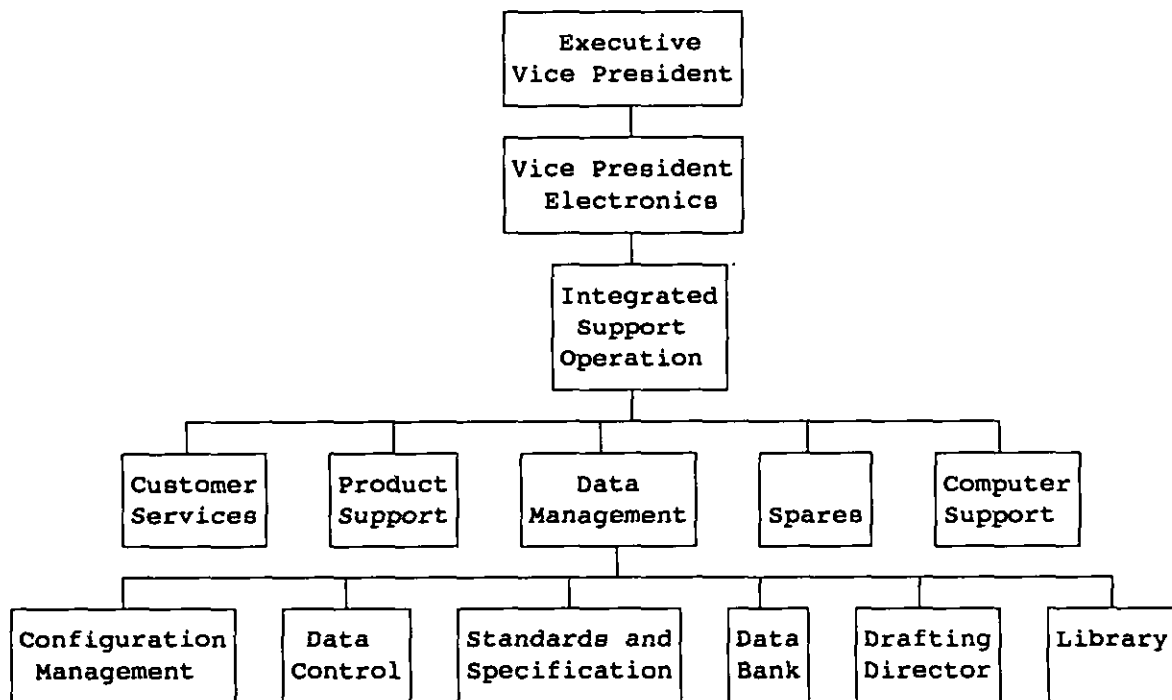 Executive
Vice President
Vice President
Electronics
Integrated
Support
Operation
Customer
Services
Product
Support
Data
Management
Spares
Computer
Support
Configuration
Management
Data
Control
Standards and
Specification
Data
Bank
Drafting
Director
Library